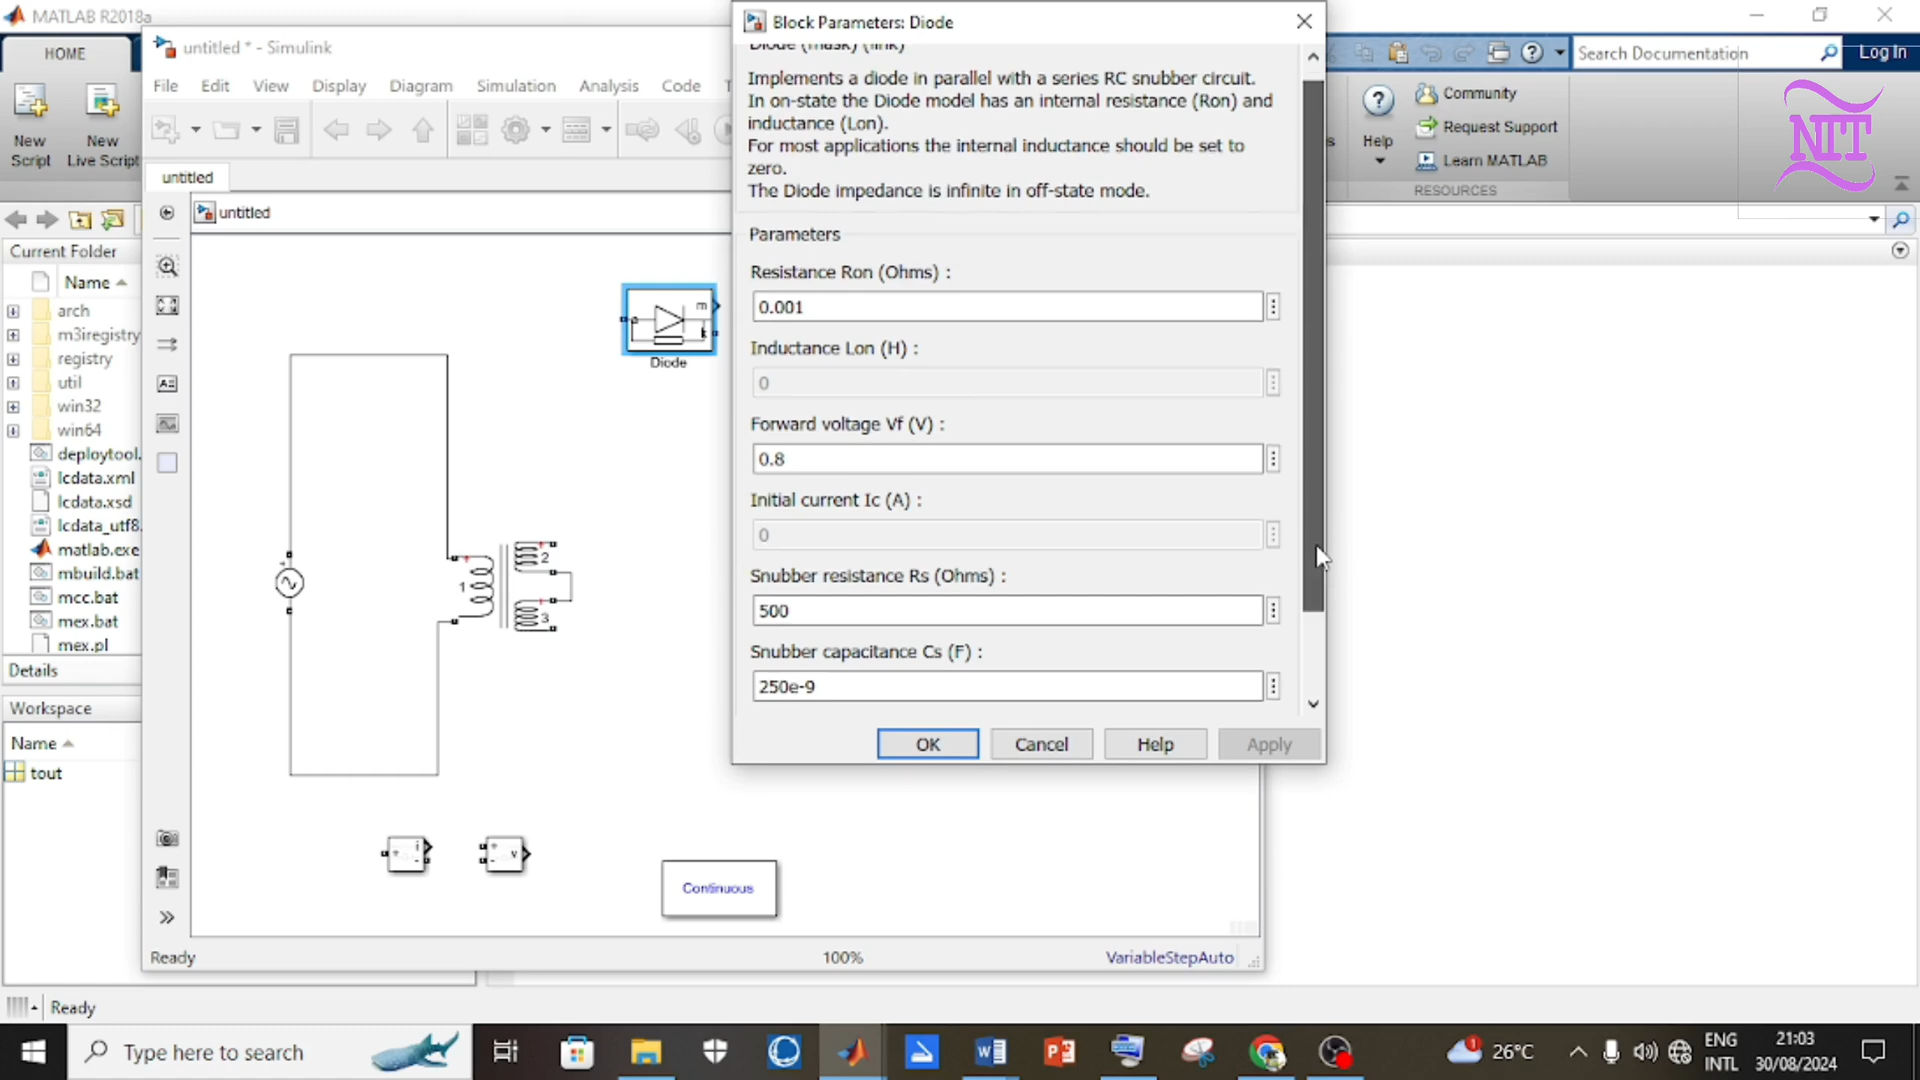 MATLAB R2018a
HOME
New
Script
New
Live Script
Search Documentation
Log In
Help
Community
Request Support
Learn MATLAB
RESOURCES
NIT
untitled * - Simulink
File Edit View Display Diagram Simulation Analysis Code
untitled
untitled
Current Folder
Name
arch
m3iregistry
registry
util
win32
win64
deploytool.
lcdata.xml
lcdata.xsd
lcdata_utf8.
matlab.exe
mbuild.bat
mcc.bat
mex.bat
mex.pl
Details
Workspace
Name
tout
m
k
Diode
1
2
3
i
v
Continuous
Ready
100%
VariableStepAuto
Block Parameters: Diode
Diode (mask) (link)
Implements a diode in parallel with a series RC snubber circuit.
In on-state the Diode model has an internal resistance (Ron) and
inductance (Lon).
For most applications the internal inductance should be set to
zero.
The Diode impedance is infinite in off-state mode.
Parameters
Resistance Ron (Ohms) :
0.001
Inductance Lon (H) :
0
Forward voltage Vf (V) :
0.8
Initial current Ic (A) :
0
Snubber resistance Rs (Ohms) :
500
Snubber capacitance Cs (F) :
250e-9
OK Cancel Help Apply
Ready
Type here to search
26°C
ENG
INTL
21:03
30/08/2024